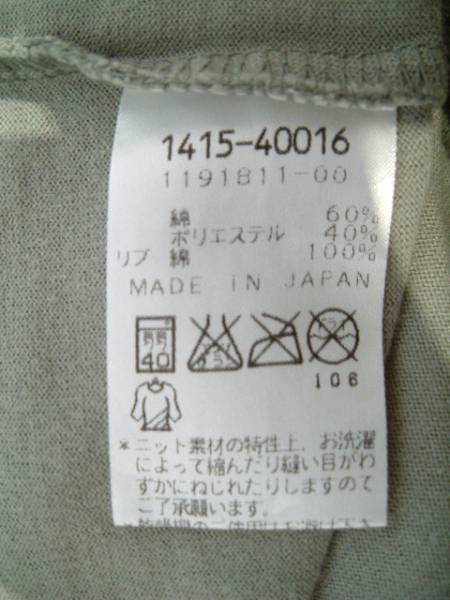 1415-40016
1191811-00
綿 60%
ポリエステル 40%
リブ 綿 100%
MADE IN JAPAN
40
106
*ニット素材の特性上、お洗濯
によって縮んだり縫い目がわ
ずかにねじれたりしますので
ご了承願います。